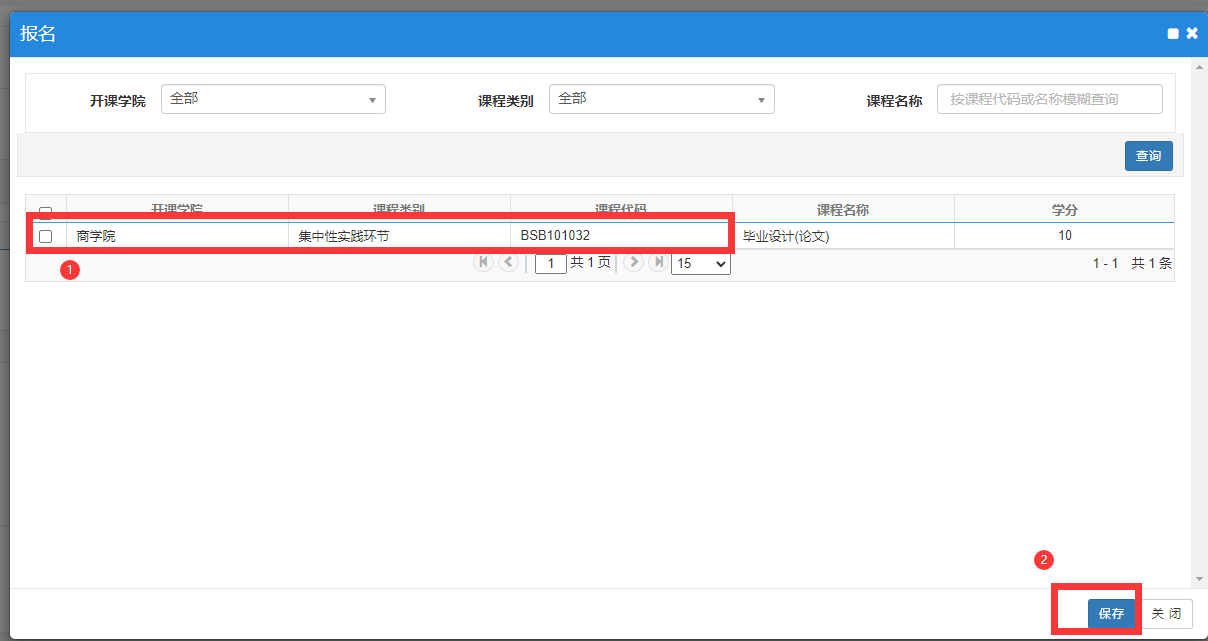 报名
开课学院 全部 课程类别 全部 课程名称 按课程代码或名称模糊查询
查询
开课学院 课程类别 课程代码 课程名称 学分
商学院 集中性实践环节 BSB101032 毕业设计(论文) 10
1 共 1 页 15 1 - 1 共 1 条
1
2
保存 关 闭